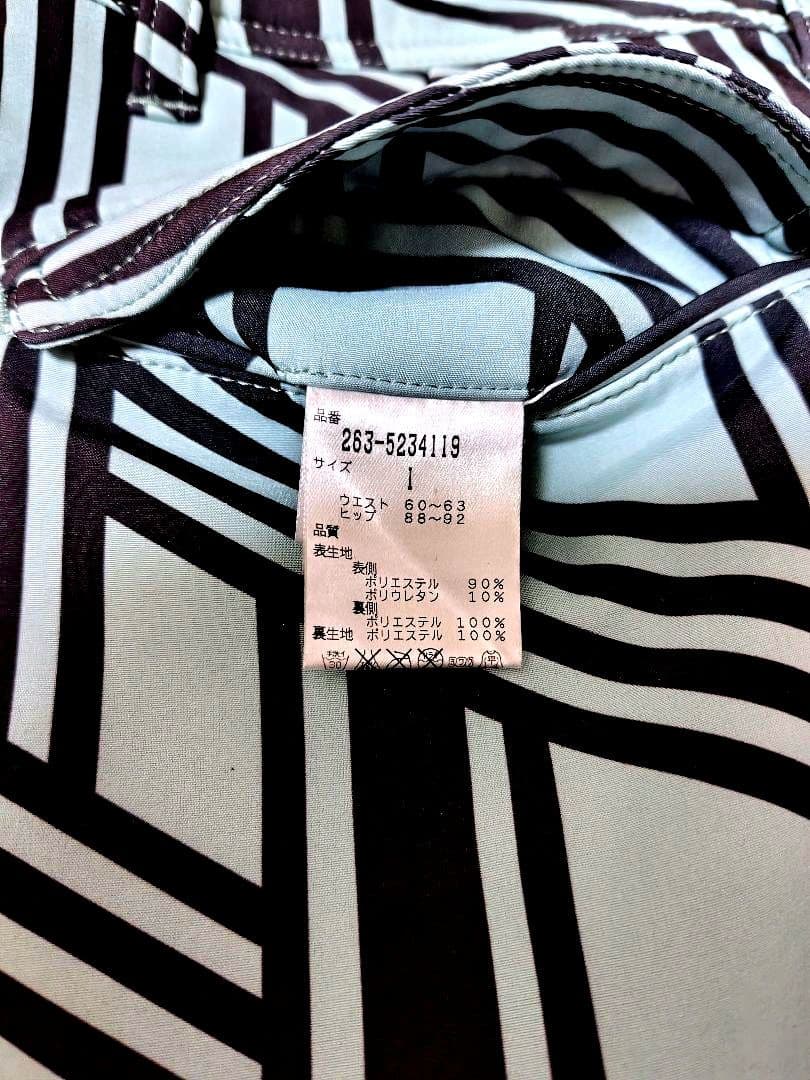 品番
263-5234119
サイズ
1
ウエスト 60～63
ヒップ 88～92
品質
表生地
表側
ポリエステル 90%
ポリウレタン 10%
裏側
ポリエステル 100%
裏生地 ポリエステル 100%